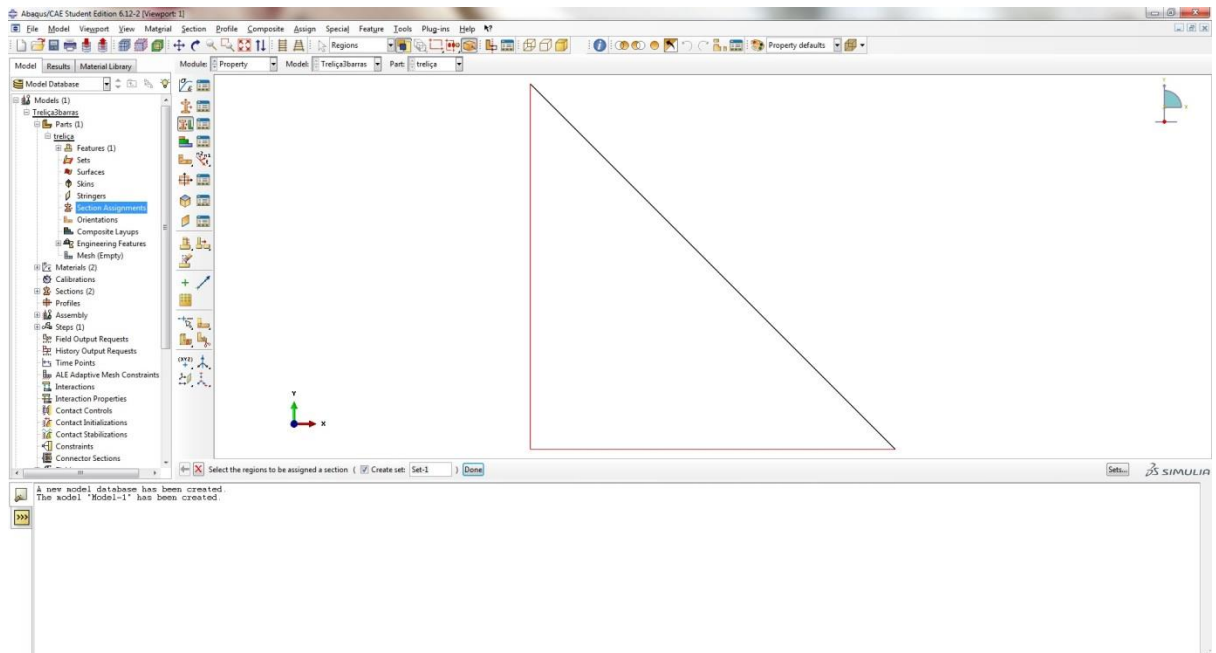 Abaqus/CAE Student Edition 6.12-2 [Viewport: 1]
File Model Viewport View Material Section Profile Composite Assign Special Feature Tools Plug-ins Help
Regions
Property defaults
Model Results Material Library
Module: Property Model: Treliça3barras Part: treliça
Model Database
Models (1)
Treliça3barras
Parts (1)
treliça
Features (1)
Sets
Surfaces
Skins
Stringers
Section Assignments
Orientations
Composite Layups
Engineering Features
Mesh (Empty)
Materials (2)
Calibrations
Sections (2)
Profiles
Assembly
Steps (1)
Field Output Requests
History Output Requests
Time Points
ALE Adaptive Mesh Constraints
Interactions
Interaction Properties
Contact Controls
Contact Initializations
Contact Stabilizations
Constraints
Connector Sections
(XYZ)
Y
X
Select the regions to be assigned a section ( Create set: Set-1 ) Done
Sets...
SIMULIA
A new model database has been created.
The model "Model-1" has been created.
>>>